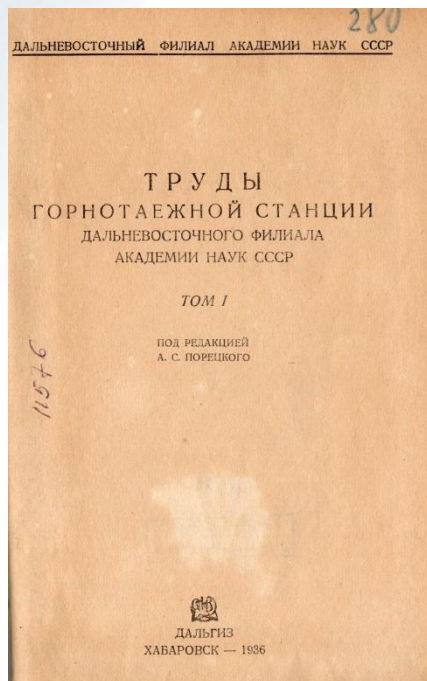 280
ДАЛЬНЕВОСТОЧНЫЙ ФИЛИАЛ АКАДЕМИИ НАУК СССР
ТРУДЫ
ГОРНОТАЕЖНОЙ СТАНЦИИ
ДАЛЬНЕВОСТОЧНОГО ФИЛИАЛА
АКАДЕМИИ НАУК СССР
ТОМ I
ПОД РЕДАКЦИЕЙ
А. С. ПОРЕЦКОГО
11576
ДАЛЬГИЗ
ХАБАРОВСК — 1936